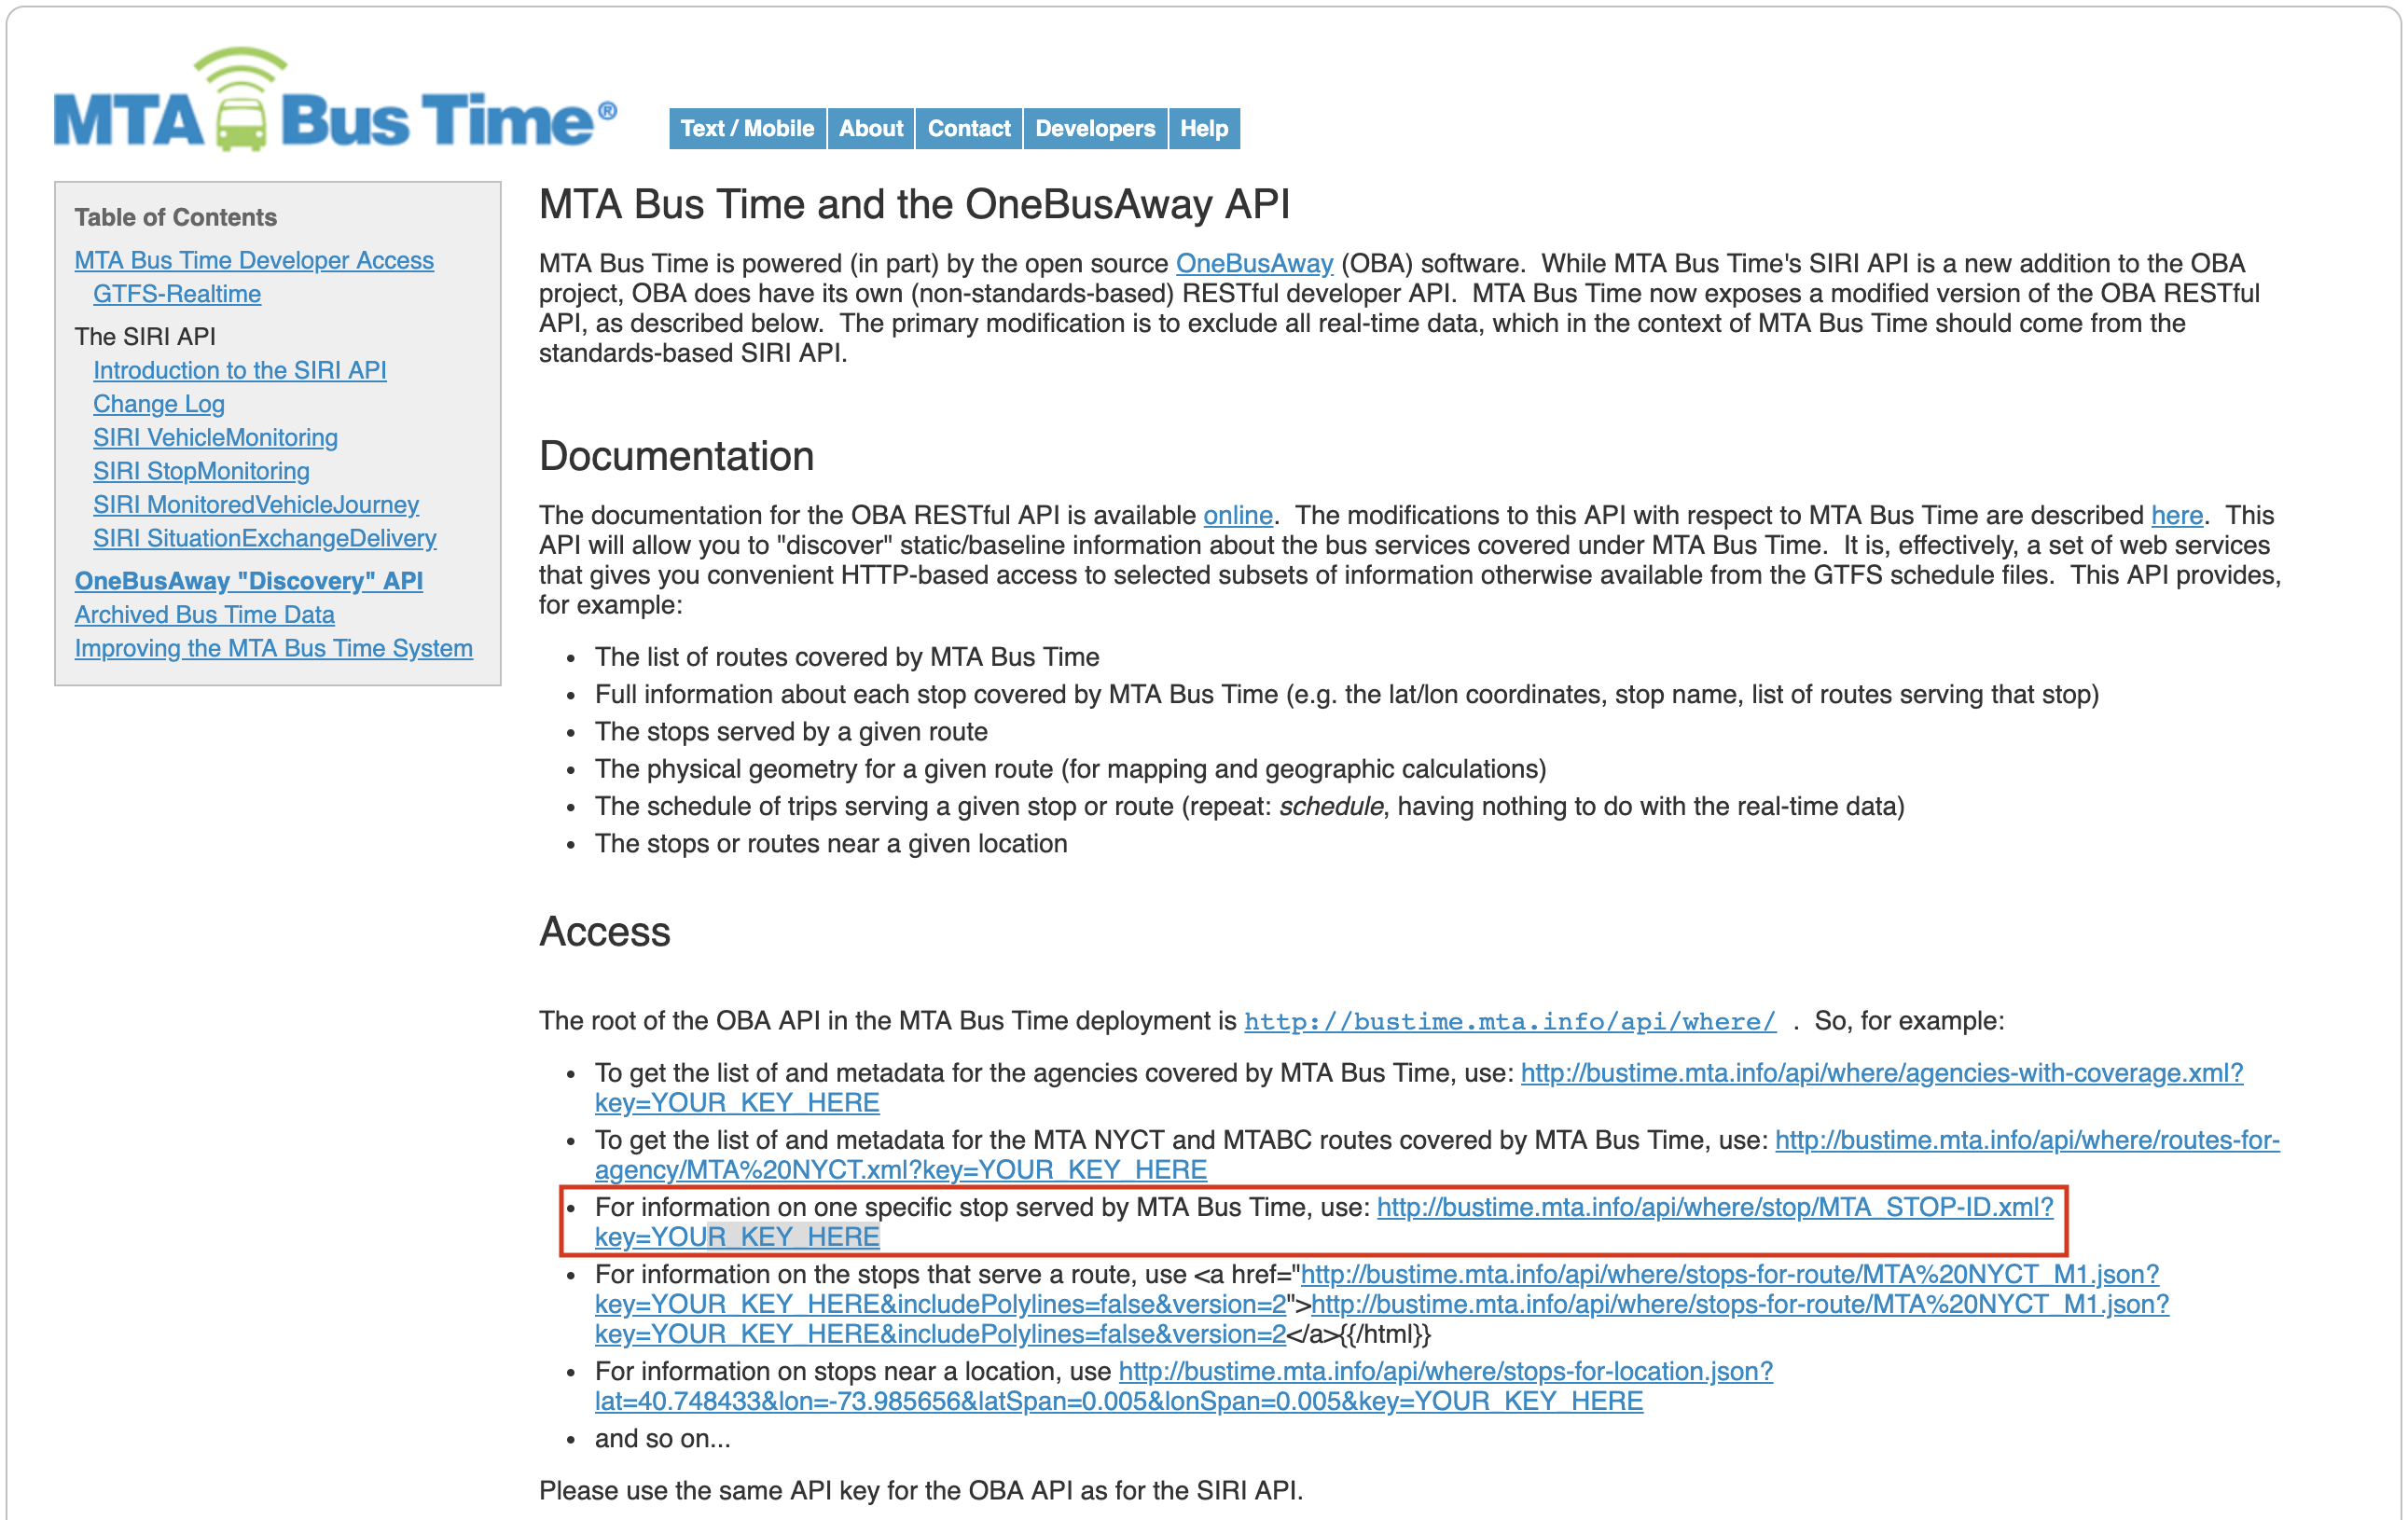 MTA Bus Time®
Text / Mobile About Contact Developers Help
Table of Contents
MTA Bus Time Developer Access
GTFS-Realtime
The SIRI API
Introduction to the SIRI API
Change Log
SIRI VehicleMonitoring
SIRI StopMonitoring
SIRI MonitoredVehicleJourney
SIRI SituationExchangeDelivery
OneBusAway "Discovery" API
Archived Bus Time Data
Improving the MTA Bus Time System
MTA Bus Time and the OneBusAway API
MTA Bus Time is powered (in part) by the open source OneBusAway (OBA) software.  While MTA Bus Time's SIRI API is a new addition to the OBA
project, OBA does have its own (non-standards-based) RESTful developer API.  MTA Bus Time now exposes a modified version of the OBA RESTful
API, as described below.  The primary modification is to exclude all real-time data, which in the context of MTA Bus Time should come from the
standards-based SIRI API.
Documentation
The documentation for the OBA RESTful API is available online.  The modifications to this API with respect to MTA Bus Time are described here.  This
API will allow you to "discover" static/baseline information about the bus services covered under MTA Bus Time.  It is, effectively, a set of web services
that gives you convenient HTTP-based access to selected subsets of information otherwise available from the GTFS schedule files.  This API provides,
for example:
• The list of routes covered by MTA Bus Time
• Full information about each stop covered by MTA Bus Time (e.g. the lat/lon coordinates, stop name, list of routes serving that stop)
• The stops served by a given route
• The physical geometry for a given route (for mapping and geographic calculations)
• The schedule of trips serving a given stop or route (repeat: schedule, having nothing to do with the real-time data)
• The stops or routes near a given location
Access
The root of the OBA API in the MTA Bus Time deployment is http://bustime.mta.info/api/where/ .  So, for example:
• To get the list of and metadata for the agencies covered by MTA Bus Time, use: http://bustime.mta.info/api/where/agencies-with-coverage.xml?
key=YOUR_KEY_HERE
• To get the list of and metadata for the MTA NYCT and MTABC routes covered by MTA Bus Time, use: http://bustime.mta.info/api/where/routes-for-
agency/MTA%20NYCT.xml?key=YOUR_KEY_HERE
• For information on one specific stop served by MTA Bus Time, use: http://bustime.mta.info/api/where/stop/MTA_STOP-ID.xml?
key=YOUR_KEY_HERE
• For information on the stops that serve a route, use <a href="http://bustime.mta.info/api/where/stops-for-route/MTA%20NYCT_M1.json?
key=YOUR_KEY_HERE&includePolylines=false&version=2">http://bustime.mta.info/api/where/stops-for-route/MTA%20NYCT_M1.json?
key=YOUR_KEY_HERE&includePolylines=false&version=2</a>{{/html}}
• For information on stops near a location, use http://bustime.mta.info/api/where/stops-for-location.json?
lat=40.748433&lon=-73.985656&latSpan=0.005&lonSpan=0.005&key=YOUR_KEY_HERE
• and so on...
Please use the same API key for the OBA API as for the SIRI API.